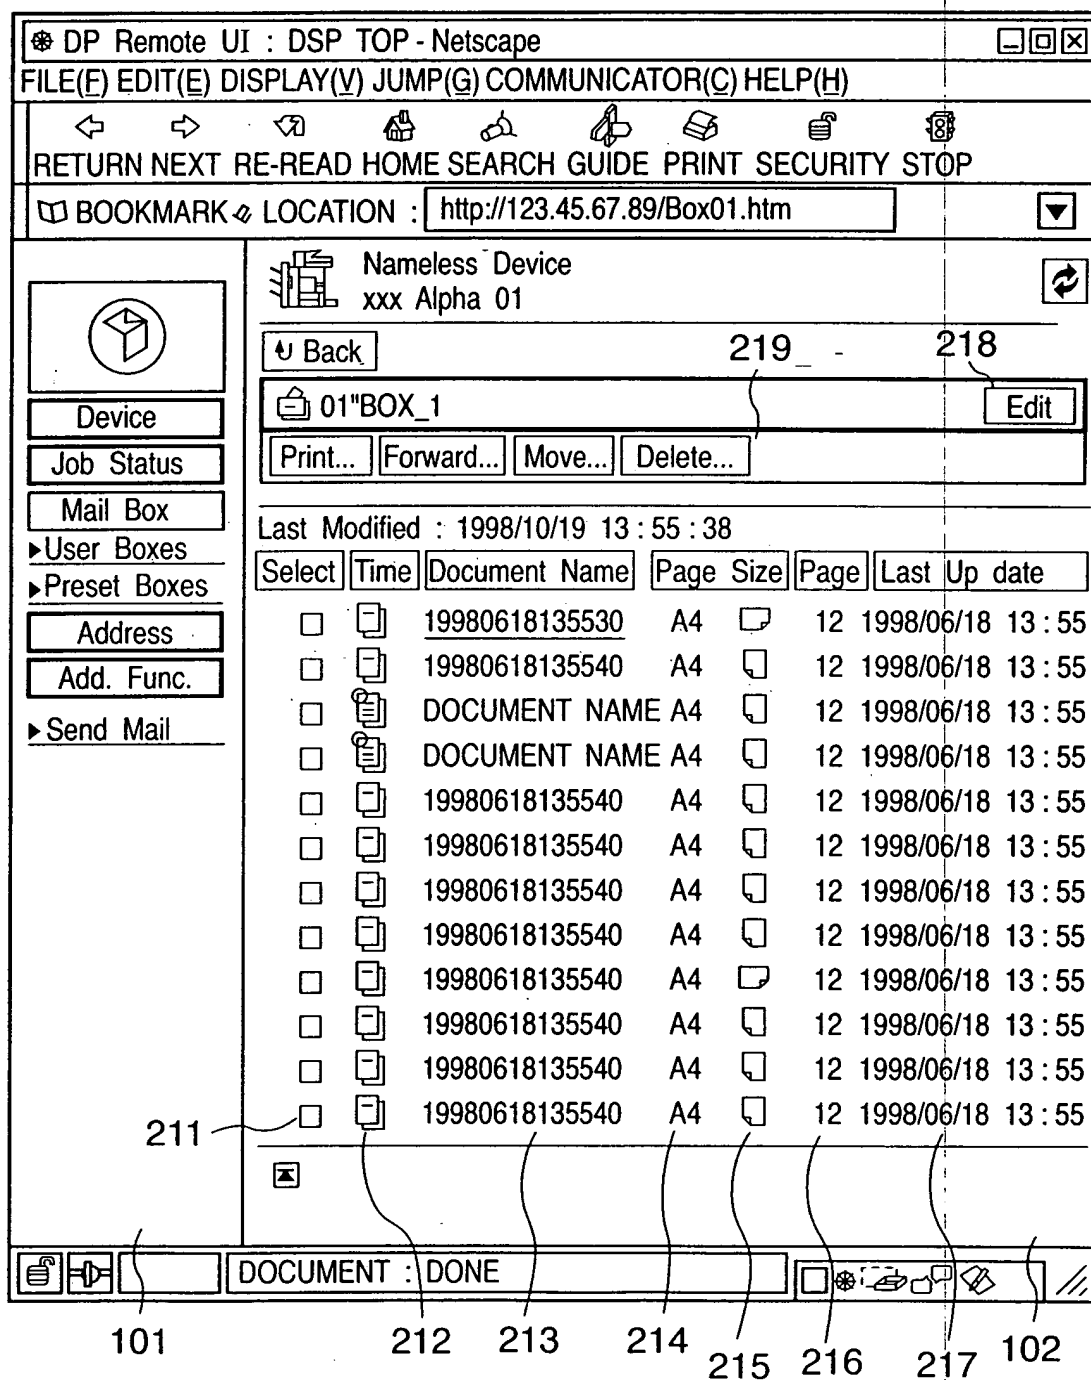 DP Remote UI : DSP TOP - Netscape
FILE(F) EDIT(E) DISPLAY(V) JUMP(G) COMMUNICATOR(C) HELP(H)
RETURN NEXT RE-READ HOME SEARCH GUIDE PRINT SECURITY STOP
BOOKMARK LOCATION : http://123.45.67.89/Box01.htm
Nameless Device
xxx Alpha 01
Back
219
218
01"BOX_1
Edit
Print... Forward... Move... Delete...
Device
Job Status
Mail Box
▸User Boxes
▸Preset Boxes
Address
Add. Func.
▸Send Mail
Last Modified : 1998/10/19 13 : 55 : 38
Select Time Document Name Page Size Page Last Up date
19980618135530 A4 12 1998/06/18 13 : 55
19980618135540 A4 12 1998/06/18 13 : 55
DOCUMENT NAME A4 12 1998/06/18 13 : 55
DOCUMENT NAME A4 12 1998/06/18 13 : 55
19980618135540 A4 12 1998/06/18 13 : 55
19980618135540 A4 12 1998/06/18 13 : 55
19980618135540 A4 12 1998/06/18 13 : 55
19980618135540 A4 12 1998/06/18 13 : 55
19980618135540 A4 12 1998/06/18 13 : 55
19980618135540 A4 12 1998/06/18 13 : 55
19980618135540 A4 12 1998/06/18 13 : 55
19980618135540 A4 12 1998/06/18 13 : 55
211
DOCUMENT : DONE
101 212 213 214 215 216 217 102